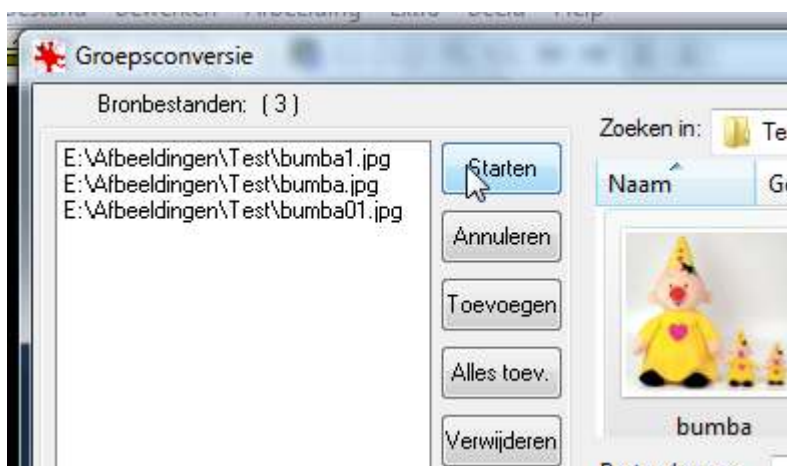 Groepsconversie
Bronbestanden: ( 3 )
E:\Afbeeldingen\Test\bumba1.jpg
E:\Afbeeldingen\Test\bumba.jpg
E:\Afbeeldingen\Test\bumba01.jpg
Starten
Annuleren
Toevoegen
Alles toev.
Verwijderen
Zoeken in: Te
Naam
bumba